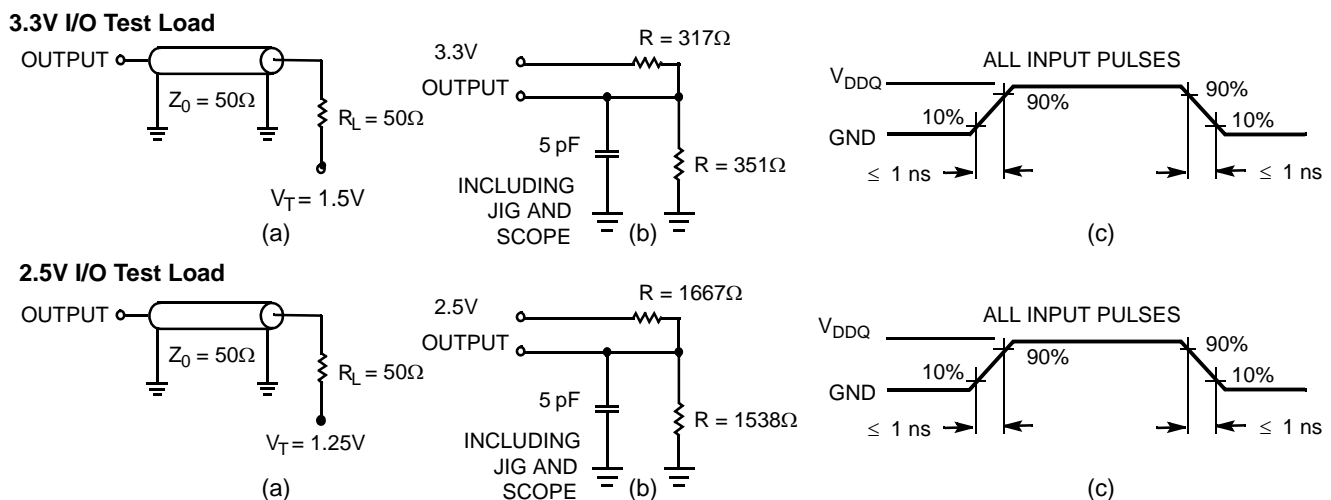 3.3V I/O Test Load
OUTPUT
Z0 = 50Ω
RL = 50Ω
VT = 1.5V
(a)
R = 317Ω
3.3V
OUTPUT
5 pF
R = 351Ω
INCLUDING
JIG AND
SCOPE
(b)
ALL INPUT PULSES
VDDQ
90%
90%
10%
10%
GND
≤ 1 ns
≤ 1 ns
(c)
2.5V I/O Test Load
OUTPUT
Z0 = 50Ω
RL = 50Ω
VT = 1.25V
(a)
R = 1667Ω
2.5V
OUTPUT
5 pF
R = 1538Ω
INCLUDING
JIG AND
SCOPE
(b)
ALL INPUT PULSES
VDDQ
90%
90%
10%
10%
GND
≤ 1 ns
≤ 1 ns
(c)